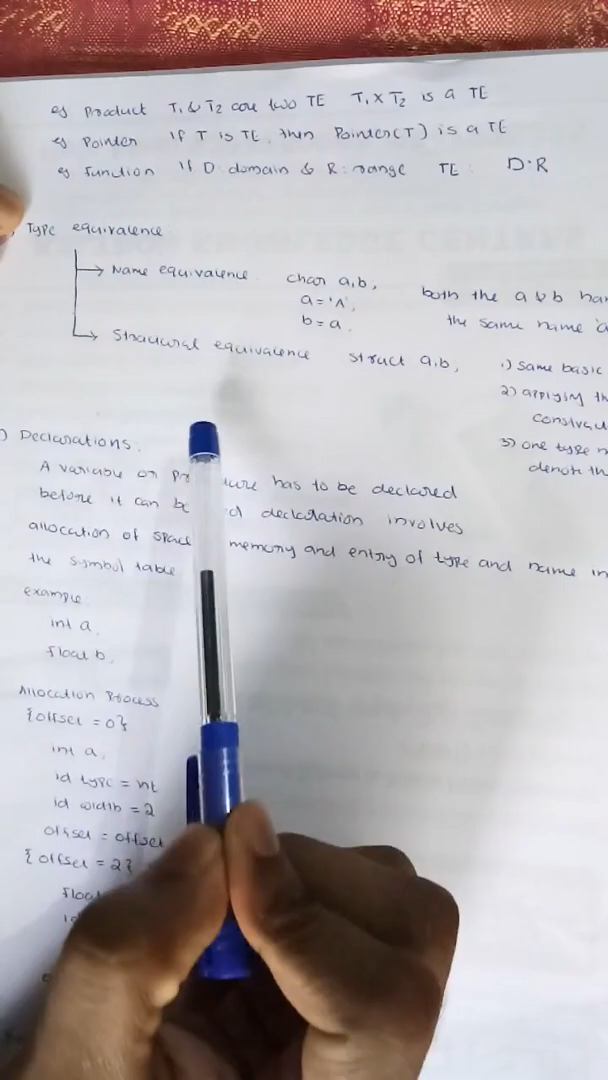 es Product T₁ & T₂ are two TE T₁ X T₂ is a TE
es Pointer If T is TE, then Pointer(T) is a TE
es Function If D: domain & R: range TE: D·R
Type equivalence
Name equivalence char a,b,
a='A',
b=a.
both the a & b
the same name
Structural equivalence struct a,b;
1) same basic
2) applying
3) one type
denote
) Declarations:
A variable or has to be declared
before it can be declaration involves
allocation of memory and entry of type and name in
the symbol table
example:
int a,
float b,
Allocation Process
{offset = 0}
int a,
id type = int
id width = 2
offset = offset
{offset = 2}